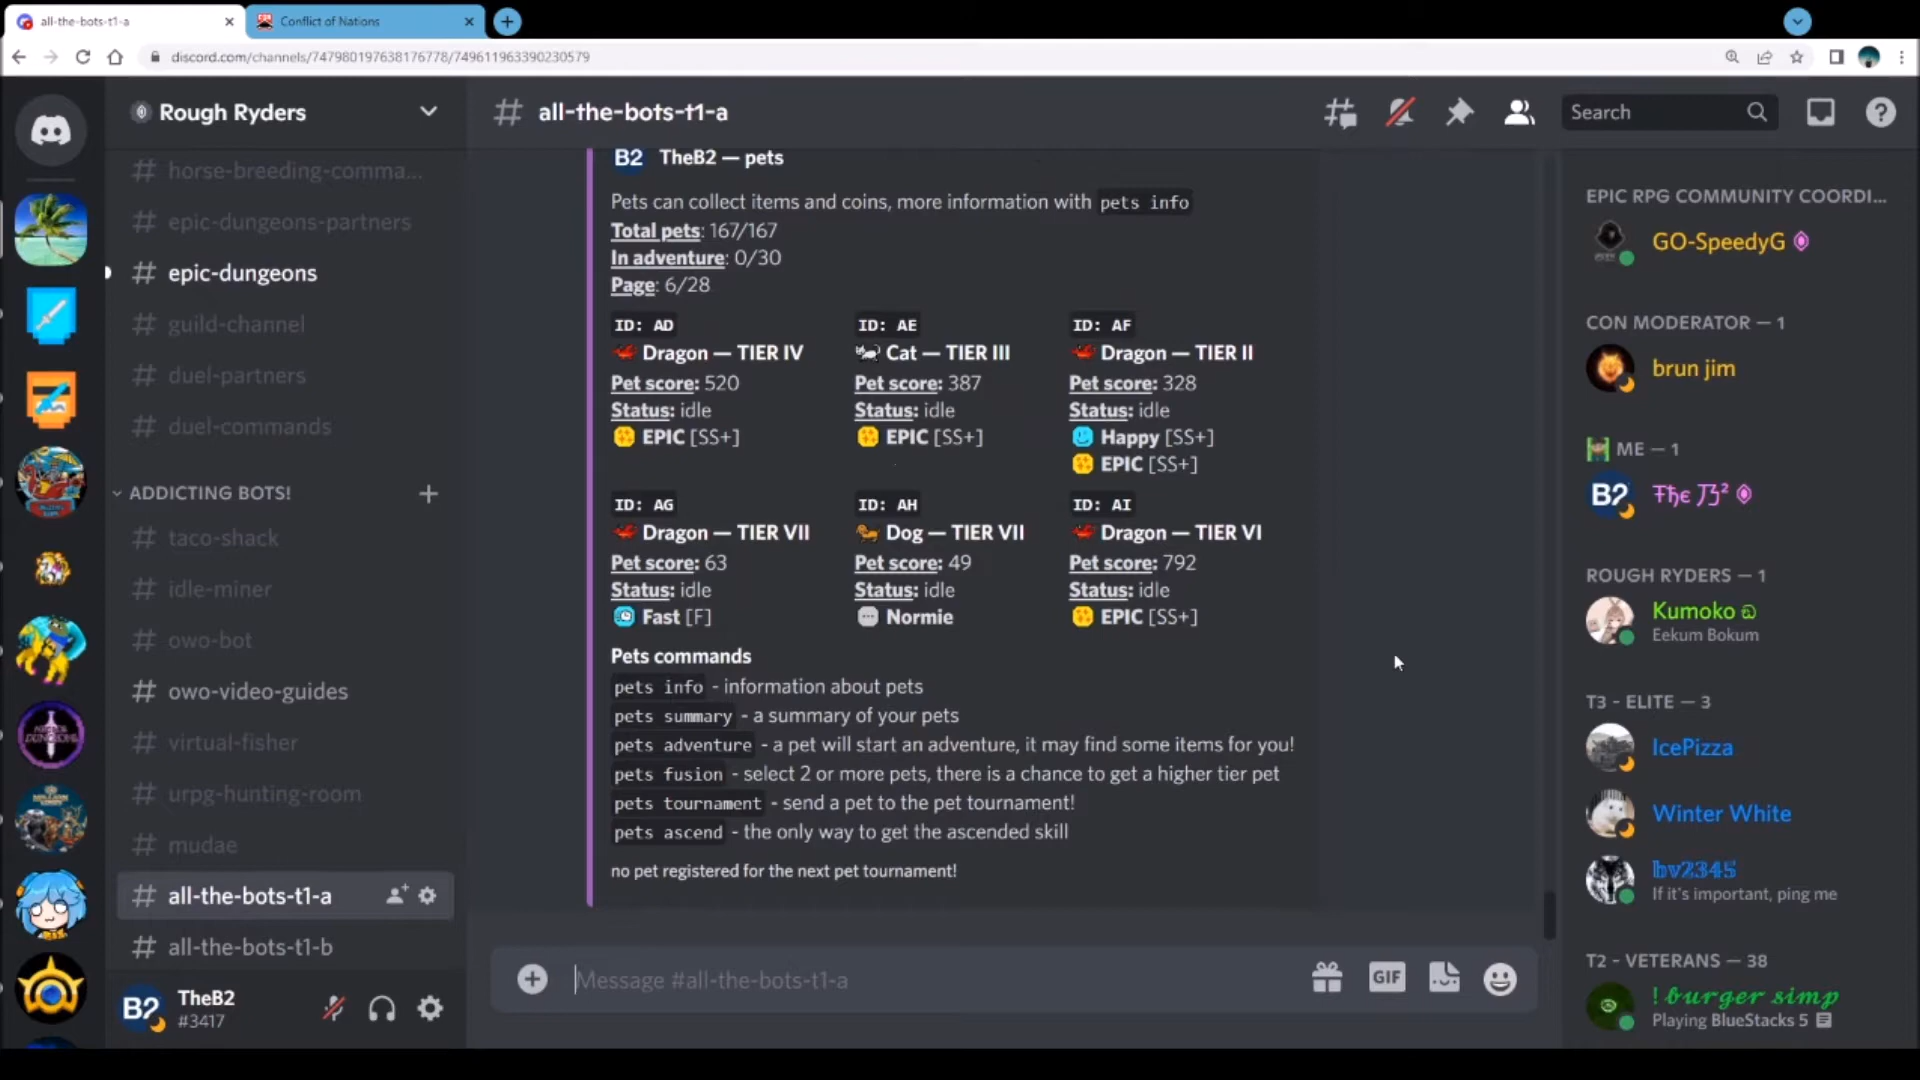 all-the-bots-t1-a
Conflict of Nations
discord.com/channels/747980197638176778/749611963390230579
Rough Ryders
# all-the-bots-t1-a
Search
# horse-breeding-comma...
# epic-dungeons-partners
# epic-dungeons
# guild-channel
# duel-partners
# duel-commands
ADDICTING BOTS!
# taco-shack
# idle-miner
# owo-bot
# owo-video-guides
# virtual-fisher
# urpg-hunting-room
# mudae
# all-the-bots-t1-a
# all-the-bots-t1-b
B2 TheB2
#3417
B2 TheB2 — pets
Pets can collect items and coins, more information with pets info
Total pets: 167/167
In adventure: 0/30
Page: 6/28
ID: AD ID: AE ID: AF
Dragon — TIER IV Cat — TIER III Dragon — TIER II
Pet score: 520 Pet score: 387 Pet score: 328
Status: idle Status: idle Status: idle
EPIC [SS+] EPIC [SS+] Happy [SS+]
EPIC [SS+]
ID: AG ID: AH ID: AI
Dragon — TIER VII Dog — TIER VII Dragon — TIER VI
Pet score: 63 Pet score: 49 Pet score: 792
Status: idle Status: idle Status: idle
Fast [F] Normie EPIC [SS+]
Pets commands
pets info - information about pets
pets summary - a summary of your pets
pets adventure - a pet will start an adventure, it may find some items for you!
pets fusion - select 2 or more pets, there is a chance to get a higher tier pet
pets tournament - send a pet to the pet tournament!
pets ascend - the only way to get the ascended skill
no pet registered for the next pet tournament!
Message #all-the-bots-t1-a
GIF
EPIC RPG COMMUNITY COORDI...
GO-SpeedyG
CON MODERATOR — 1
brun jim
ME — 1
B2 Ŧђє 乃²
ROUGH RYDERS — 1
Kumoko
Eekum Bokum
T3 - ELITE — 3
IcePizza
Winter White
𝕓𝕧𝟚𝟛𝟜𝟝
If it's important, ping me
T2 - VETERANS — 38
! 𝓫𝓾𝓻𝓰𝓮𝓻 𝓼𝓲𝓶𝓹
Playing BlueStacks 5